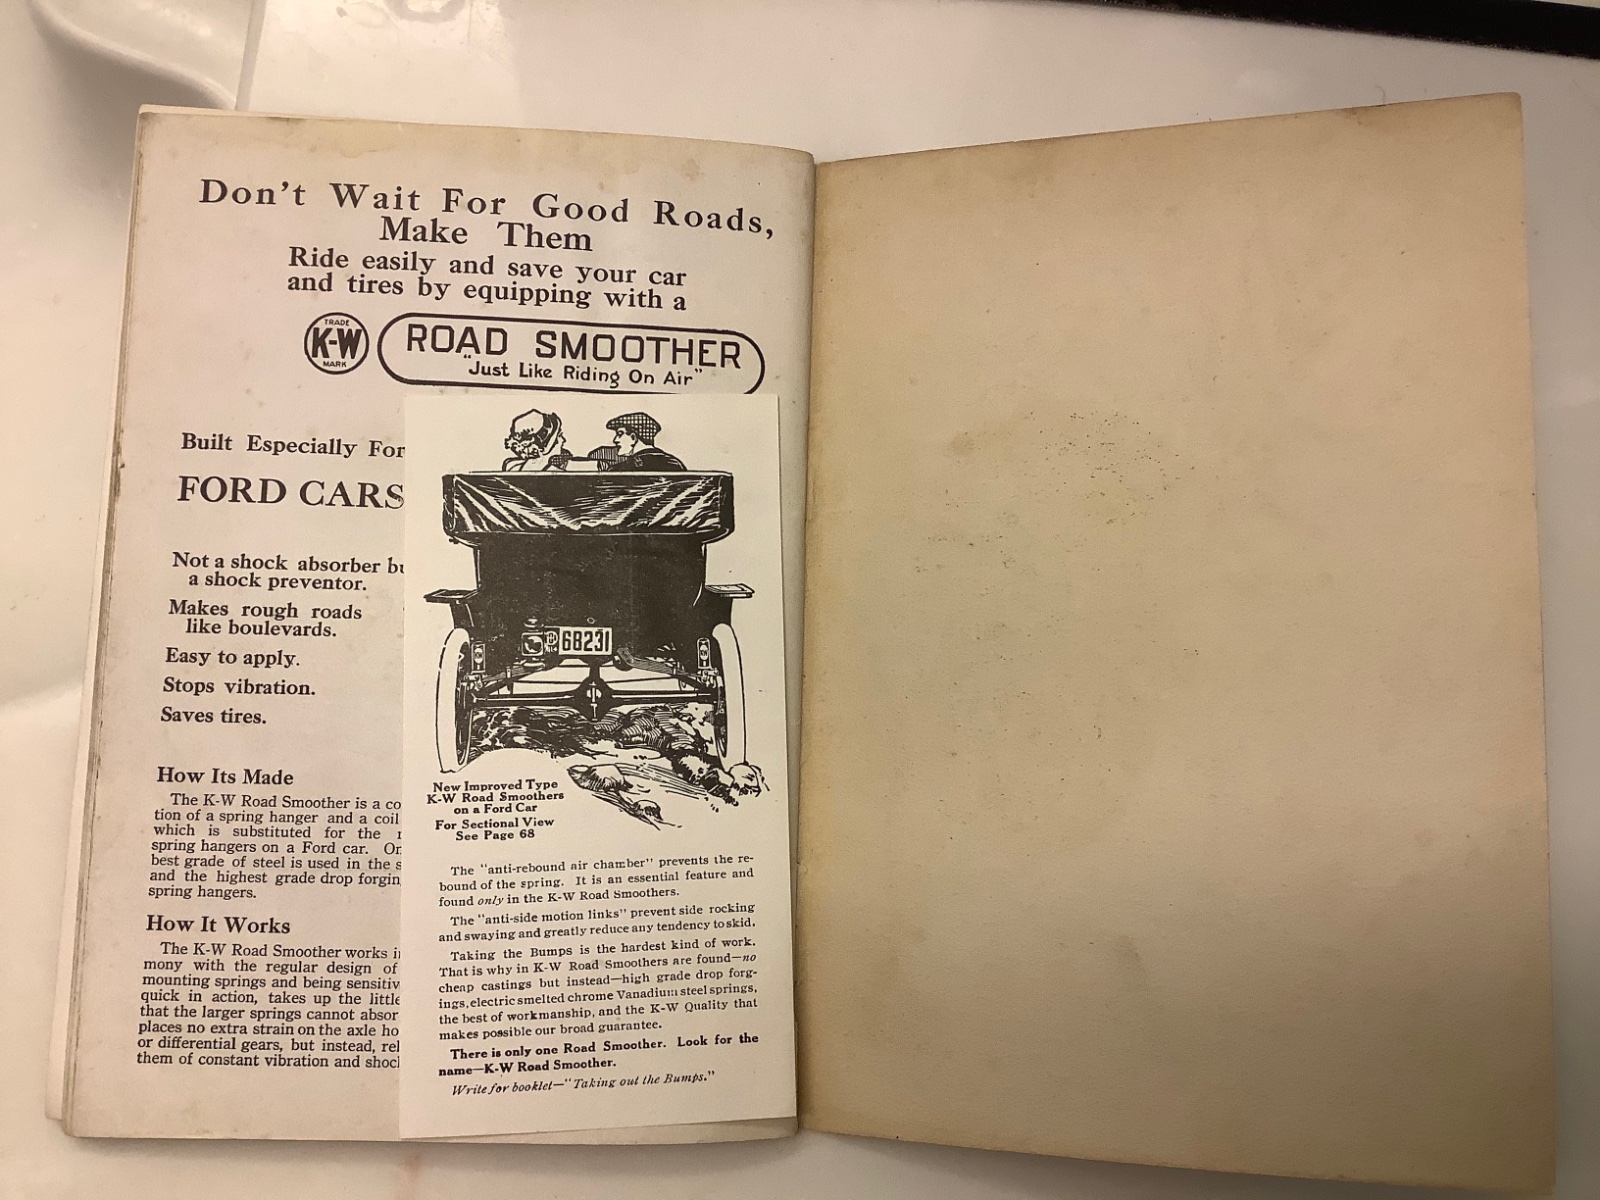 Don't Wait For Good Roads,
Make Them
Ride easily and save your car
and tires by equipping with a
TRADE
K-W
MARK
ROAD SMOOTHER
"Just Like Riding On Air"
Built Especially For
FORD CARS
Not a shock absorber bu
a shock preventor.
Makes rough roads
like boulevards.
Easy to apply.
Stops vibration.
Saves tires.
How Its Made
The K-W Road Smoother is a co
tion of a spring hanger and a coil
which is substituted for the r
spring hangers on a Ford car. On
best grade of steel is used in the s
and the highest grade drop forgin
spring hangers.
How It Works
The K-W Road Smoother works i
mony with the regular design of
mounting springs and being sensitiv
quick in action, takes up the little
that the larger springs cannot absor
places no extra strain on the axle ho
or differential gears, but instead, rel
them of constant vibration and shoc
68231
New Improved Type
K-W Road Smoothers
on a Ford Car
For Sectional View
See Page 68
The "anti-rebound air chamber" prevents the re-
bound of the spring. It is an essential feature and
found only in the K-W Road Smoothers.
The "anti-side motion links" prevent side rocking
and swaying and greatly reduce any tendency to skid.
Taking the Bumps is the hardest kind of work.
That is why in K-W Road Smoothers are found—no
cheap castings but instead—high grade drop forg-
ings, electric smelted chrome Vanadium steel springs,
the best of workmanship, and the K-W Quality that
makes possible our broad guarantee.
There is only one Road Smoother. Look for the
name—K-W Road Smoother.
Write for booklet—"Taking out the Bumps."